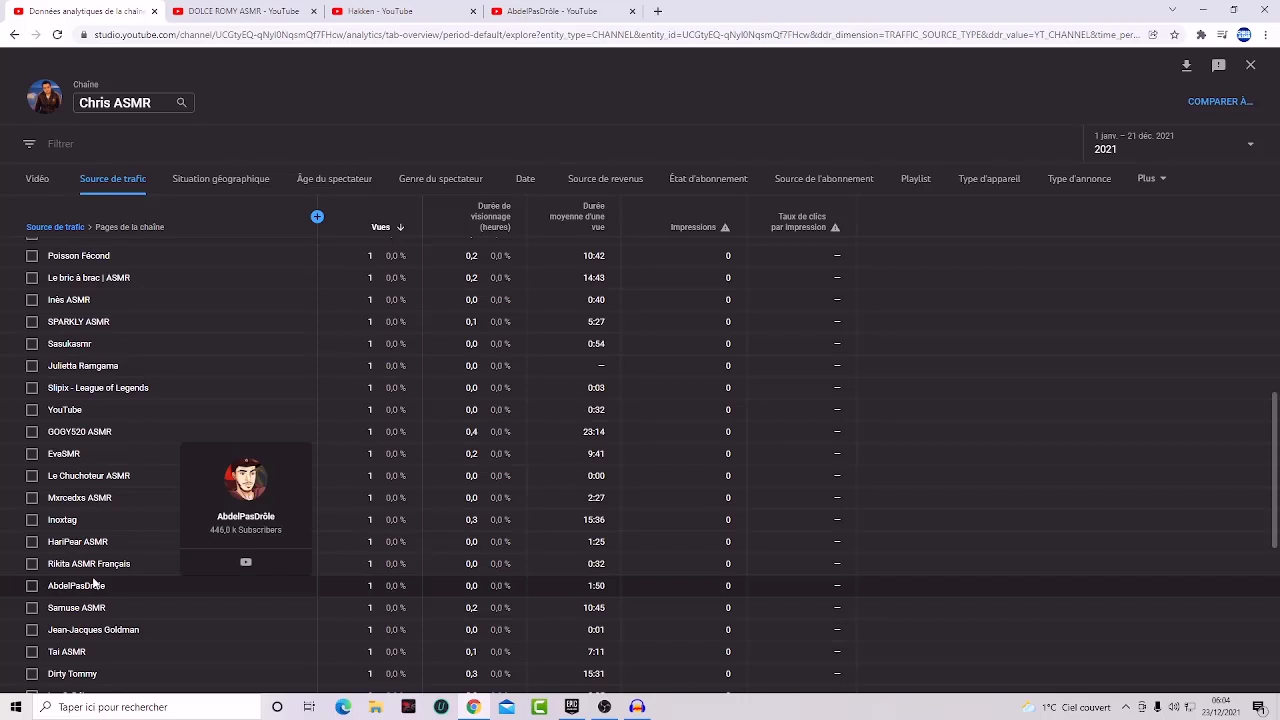 Données analytiques de la chaîne
DOLCE ROMY ASMR - YouTube
Hakken - YouTube
AbdelPasDrôle - YouTube
studio.youtube.com/channel/UCGtyEQ-qNyI0NqsmQf7FHcw/analytics/tab-overview/period-default/explore?entity_type=CHANNEL&entity_id=UCGtyEQ-qNyI0NqsmQf7FHcw&ddr_dimension=TRAFFIC_SOURCE_TYPE&ddr_value=YT_CHANNEL&time_per...
Chaîne
Chris ASMR
COMPARER À...
Filtrer
1 janv. – 21 déc. 2021
2021
Vidéo Source de trafic Situation géographique Âge du spectateur Genre du spectateur Date Source de revenus État d'abonnement Source de l'abonnement Playlist Type d'appareil Type d'annonce Plus
Source de trafic > Pages de la chaîne
Vues
Durée de visionnage (heures)
Durée moyenne d'une vue
Impressions
Taux de clics par impression
Poisson Fécond 1 0,0 % 0,2 0,0 % 10:42 0 –
Le bric à brac | ASMR 1 0,0 % 0,2 0,0 % 14:43 0 –
Inès ASMR 1 0,0 % 0,0 0,0 % 0:40 0 –
SPARKLY ASMR 1 0,0 % 0,1 0,0 % 5:27 0 –
Sasukasmr 1 0,0 % 0,0 0,0 % 0:54 0 –
Julietta Ramgama 1 0,0 % 0,0 0,0 % – 0 –
Slipix - League of Legends 1 0,0 % 0,0 0,0 % 0:03 0 –
YouTube 1 0,0 % 0,0 0,0 % 0:32 0 –
GOGY520 ASMR 1 0,0 % 0,4 0,0 % 23:14 0 –
EvaSMR 1 0,0 % 0,2 0,0 % 9:41 0 –
Le Chuchoteur ASMR 1 0,0 % 0,0 0,0 % 0:00 0 –
Mxrcedxs ASMR 1 0,0 % 0,0 0,0 % 2:27 0 –
AbdelPasDrôle
446,0 k Subscribers
Inoxtag 1 0,0 % 0,3 0,0 % 15:36 0 –
HariPear ASMR 1 0,0 % 0,0 0,0 % 1:25 0 –
Rikita ASMR Français 1 0,0 % 0,0 0,0 % 0:32 0 –
AbdelPasDrôle 1 0,0 % 0,0 0,0 % 1:50 0 –
Samuse ASMR 1 0,0 % 0,2 0,0 % 10:45 0 –
Jean-Jacques Goldman 1 0,0 % 0,0 0,0 % 0:01 0 –
Tai ASMR 1 0,0 % 0,1 0,0 % 7:11 0 –
Dirty Tommy 1 0,0 % 0,3 0,0 % 15:31 0 –
Taper ici pour rechercher
1°C Ciel couvert
06:04
23/12/2021